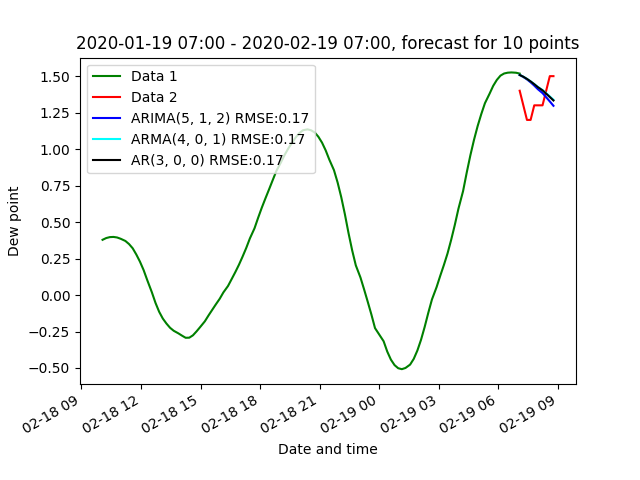 2020-01-19 07:00 - 2020-02-19 07:00, forecast for 10 points
Data 1
Data 2
ARIMA(5, 1, 2) RMSE:0.17
ARMA(4, 0, 1) RMSE:0.17
AR(3, 0, 0) RMSE:0.17
Dew point
1.50
1.25
1.00
0.75
0.50
0.25
0.00
−0.25
−0.50
02-18 09
02-18 12
02-18 15
02-18 18
02-18 21
02-19 00
02-19 03
02-19 06
02-19 09
Date and time